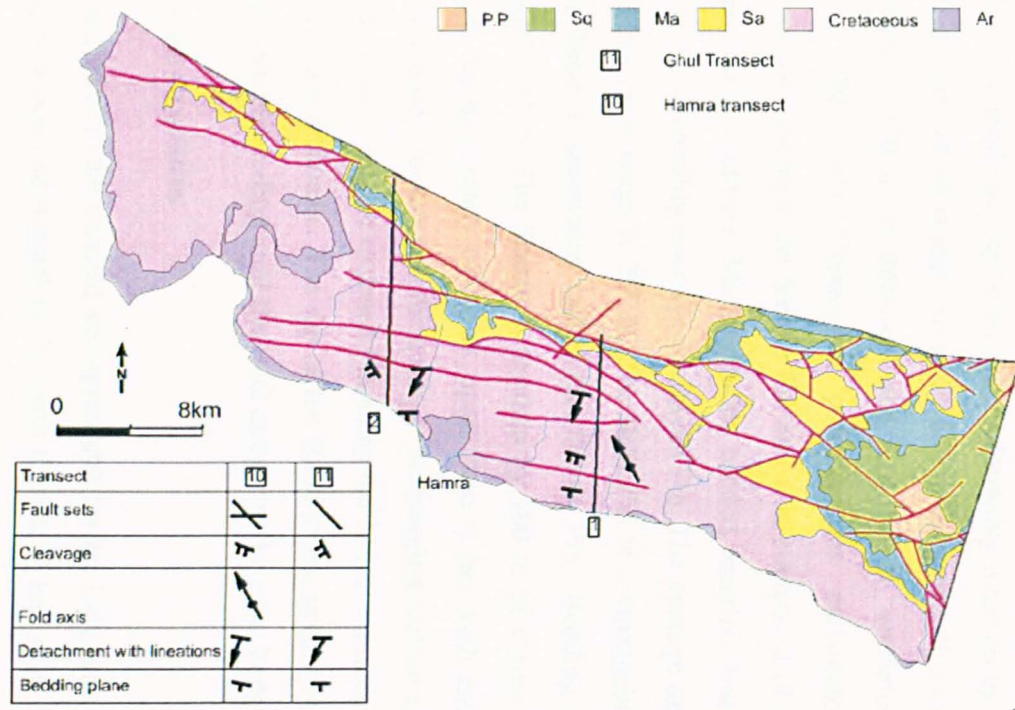 P.P Sq Ma Sa Cretaceous Ar
11 Ghul Transect
10 Hamra transect
N
0 8km
2
Hamra
1
Transect 10 11
Fault sets
Cleavage
Fold axis
Detachment with lineations
Bedding plane